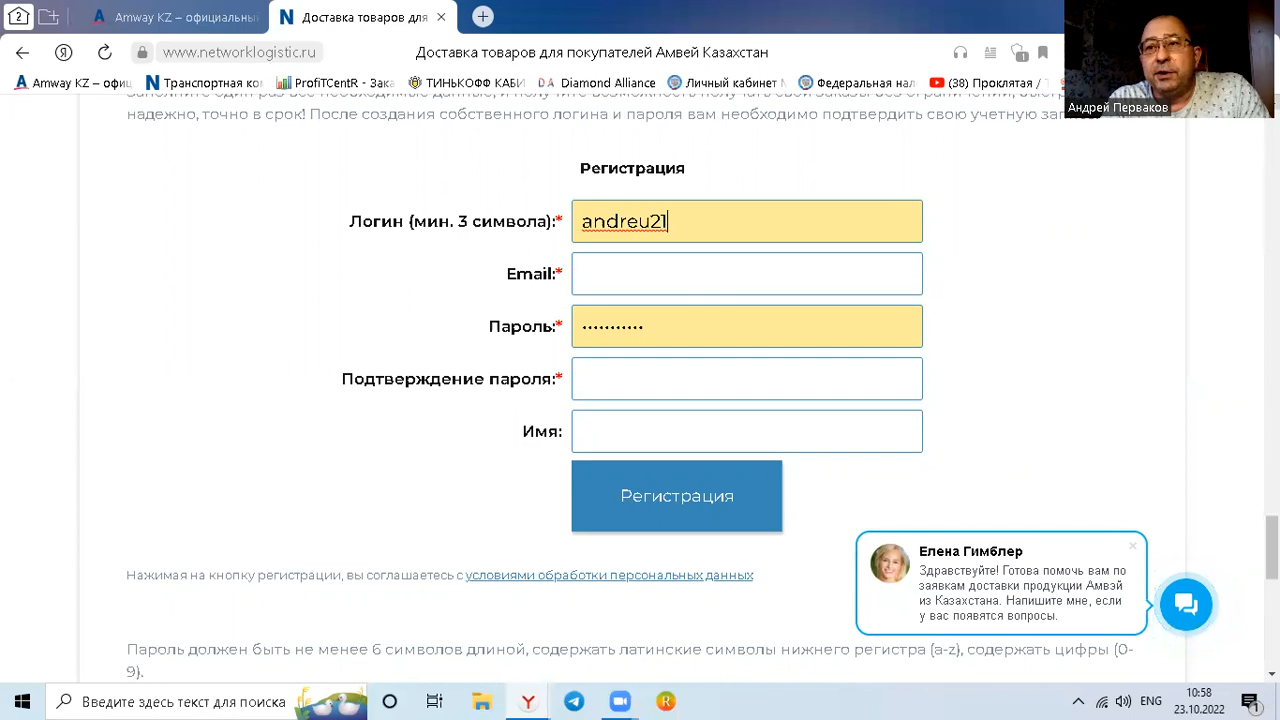 2
Amway KZ – официальный
Доставка товаров для
www.networklogistic.ru
Доставка товаров для покупателей Амвей Казахстан
1
Amway KZ – офиц
Транспортная ко
ProfiTCentR - Зака
ТИНЬКОФФ КАБИ
Diamond Alliance
Личный кабинет М
Федеральная нал
(38) Проклятая / Т
Андрей Перваков
надежно, точно в срок! После создания собственного логина и пароля вам необходимо подтвердить свою учетную зап
Регистрация
Логин (мин. 3 символа):*
andreu21
Email:*
Пароль:*
•••••••••••
Подтверждение пароля:*
Имя:
Регистрация
Елена Гимблер
Здравствуйте! Готова помочь вам по
заявкам доставки продукции Амвэй
из Казахстана. Напишите мне, если
у вас появятся вопросы.
Нажимая на кнопку регистрации, вы соглашаетесь с условиями обработки персональных данных
Пароль должен быть не менее 6 символов длиной, содержать латинские символы нижнего регистра (a-z), содержать цифры (0-
9).
Введите здесь текст для поиска
ENG
10:58
23.10.2022
1